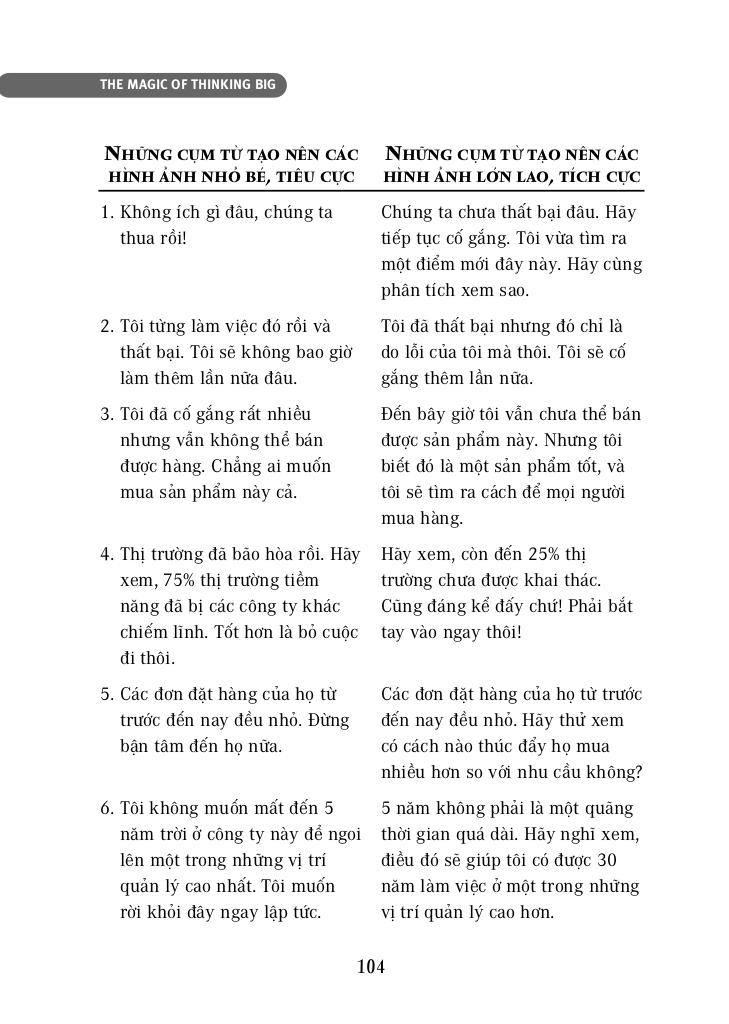 THE MAGIC OF THINKING BIG
NHỮNG CỤM TỪ TẠO NÊN CÁC
HÌNH ẢNH NHỎ BÉ, TIÊU CỰC
NHỮNG CỤM TỪ TẠO NÊN CÁC
HÌNH ẢNH LỚN LAO, TÍCH CỰC
1. Không ích gì đâu, chúng ta
thua rồi!
Chúng ta chưa thất bại đâu. Hãy
tiếp tục cố gắng. Tôi vừa tìm ra
một điểm mới đây này. Hãy cùng
phân tích xem sao.
2. Tôi từng làm việc đó rồi và
thất bại. Tôi sẽ không bao giờ
làm thêm lần nữa đâu.
Tôi đã thất bại nhưng đó chỉ là
do lỗi của tôi mà thôi. Tôi sẽ cố
gắng thêm lần nữa.
3. Tôi đã cố gắng rất nhiều
nhưng vẫn không thể bán
được hàng. Chẳng ai muốn
mua sản phẩm này cả.
Đến bây giờ tôi vẫn chưa thể bán
được sản phẩm này. Nhưng tôi
biết đó là một sản phẩm tốt, và
tôi sẽ tìm ra cách để mọi người
mua hàng.
4. Thị trường đã bão hòa rồi. Hãy
xem, 75% thị trường tiềm
năng đã bị các công ty khác
chiếm lĩnh. Tốt hơn là bỏ cuộc
đi thôi.
Hãy xem, còn đến 25% thị
trường chưa được khai thác.
Cũng đáng kể đấy chứ! Phải bắt
tay vào ngay thôi!
5. Các đơn đặt hàng của họ từ
trước đến nay đều nhỏ. Đừng
bận tâm đến họ nữa.
Các đơn đặt hàng của họ từ trước
đến nay đều nhỏ. Hãy thử xem
có cách nào thúc đẩy họ mua
nhiều hơn so với nhu cầu không?
6. Tôi không muốn mất đến 5
năm trời ở công ty này để ngoi
lên một trong những vị trí
quản lý cao nhất. Tôi muốn
rời khỏi đây ngay lập tức.
5 năm không phải là một quãng
thời gian quá dài. Hãy nghĩ xem,
điều đó sẽ giúp tôi có được 30
năm làm việc ở một trong những
vị trí quản lý cao hơn.
104